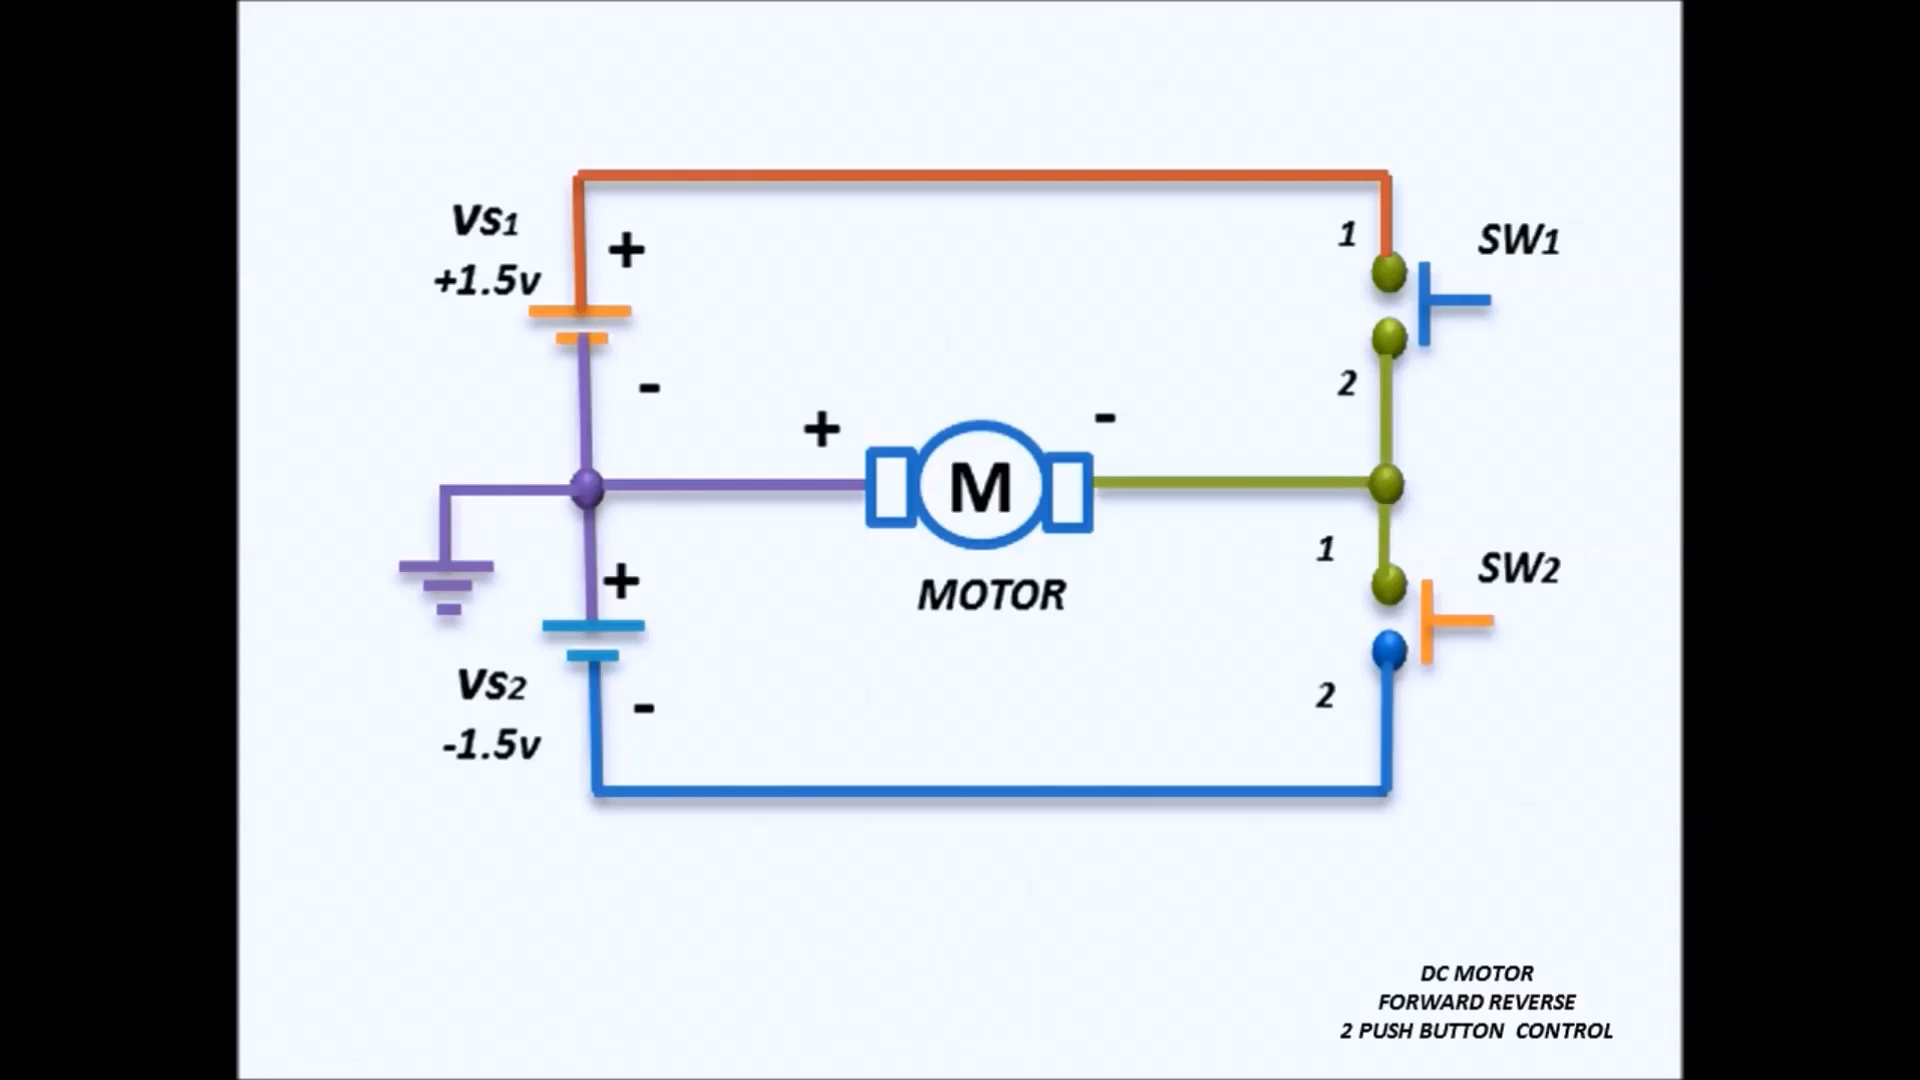 Vs1
+1.5v
+
-
+
-
M
MOTOR
+
Vs2
-1.5v
-
1
SW1
2
1
SW2
2
DC MOTOR
FORWARD REVERSE
2 PUSH BUTTON CONTROL